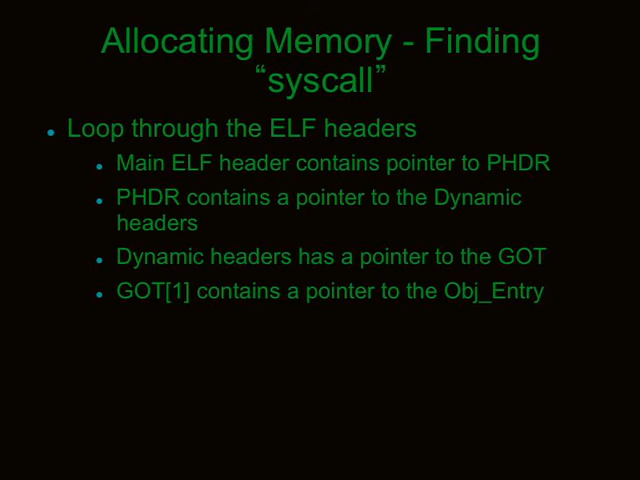 Allocating Memory - Finding
“syscall”
Loop through the ELF headers
Main ELF header contains pointer to PHDR
PHDR contains a pointer to the Dynamic
headers
Dynamic headers has a pointer to the GOT
GOT[1] contains a pointer to the Obj_Entry